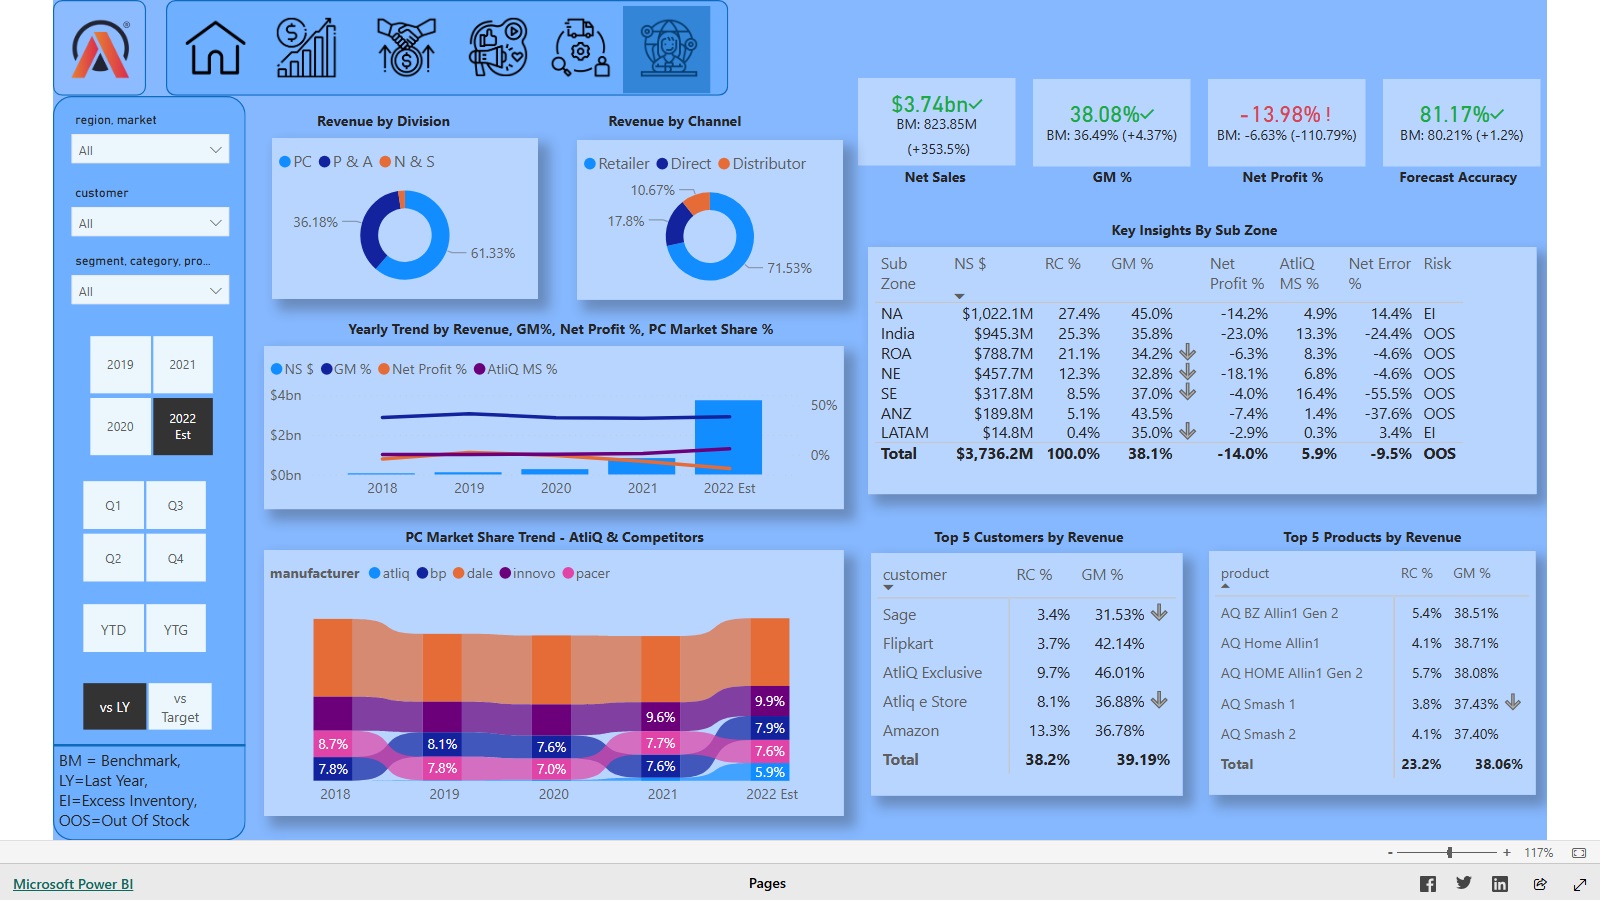 ®
region, market
All
customer
All
segment, category, pro...
All
2019
2021
2020
2022
Est
Q1
Q3
Q2
Q4
YTD
YTG
vs LY
vs
Target
BM = Benchmark,
LY=Last Year,
EI=Excess Inventory,
OOS=Out Of Stock
$3.74bn
BM: 823.85M
(+353.5%)
Net Sales
38.08%
BM: 36.49% (+4.37%)
GM %
-13.98% !
BM: -6.63% (-110.79%)
Net Profit %
81.17%
BM: 80.21% (+1.2%)
Forecast Accuracy
Revenue by Division
PC P & A N & S
36.18%
61.33%
Revenue by Channel
Retailer Direct Distributor
10.67%
17.8%
71.53%
Key Insights By Sub Zone
Sub Zone NS $ RC % GM % Net Profit % AtliQ MS % Net Error % Risk
NA $1,022.1M 27.4% 45.0% -14.2% 4.9% 14.4% EI
India $945.3M 25.3% 35.8% -23.0% 13.3% -24.4% OOS
ROA $788.7M 21.1% 34.2% -6.3% 8.3% -4.6% OOS
NE $457.7M 12.3% 32.8% -18.1% 6.8% -4.6% OOS
SE $317.8M 8.5% 37.0% -4.0% 16.4% -55.5% OOS
ANZ $189.8M 5.1% 43.5% -7.4% 1.4% -37.6% OOS
LATAM $14.8M 0.4% 35.0% -2.9% 0.3% 3.4% EI
Total $3,736.2M 100.0% 38.1% -14.0% 5.9% -9.5% OOS
Yearly Trend by Revenue, GM%, Net Profit %, PC Market Share %
NS $ GM % Net Profit % AtliQ MS %
$4bn
$2bn
$0bn
50%
0%
2018 2019 2020 2021 2022 Est
PC Market Share Trend - AtliQ & Competitors
manufacturer atliq bp dale innovo pacer
8.7%
7.8%
8.1%
7.8%
7.6%
7.0%
9.6%
7.7%
7.6%
9.9%
7.9%
7.6%
5.9%
2018 2019 2020 2021 2022 Est
Top 5 Customers by Revenue
customer RC % GM %
Sage 3.4% 31.53%
Flipkart 3.7% 42.14%
AtliQ Exclusive 9.7% 46.01%
Atliq e Store 8.1% 36.88%
Amazon 13.3% 36.78%
Total 38.2% 39.19%
Top 5 Products by Revenue
product RC % GM %
AQ BZ Allin1 Gen 2 5.4% 38.51%
AQ Home Allin1 4.1% 38.71%
AQ HOME Allin1 Gen 2 5.7% 38.08%
AQ Smash 1 3.8% 37.43%
AQ Smash 2 4.1% 37.40%
Total 23.2% 38.06%
- + 117%
Microsoft Power BI
Pages